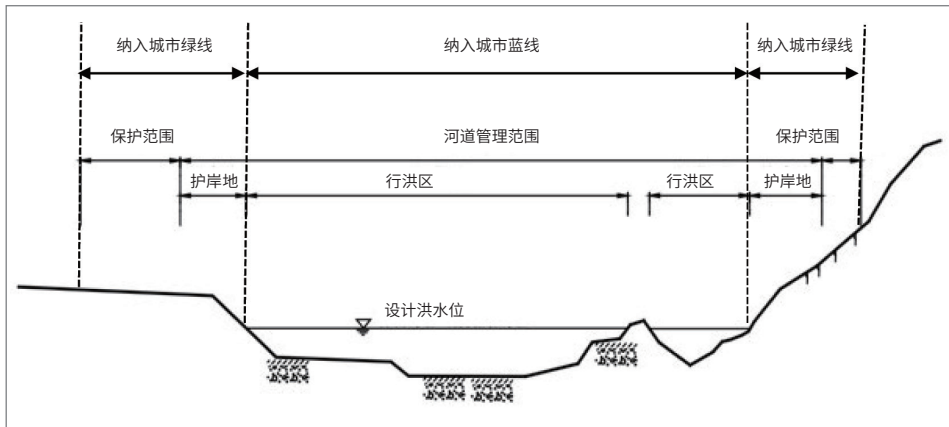 纳入城市绿线
纳入城市蓝线
纳入城市绿线
保护范围
河道管理范围
保护范围
护岸地
行洪区
行洪区
护岸地
设计洪水位